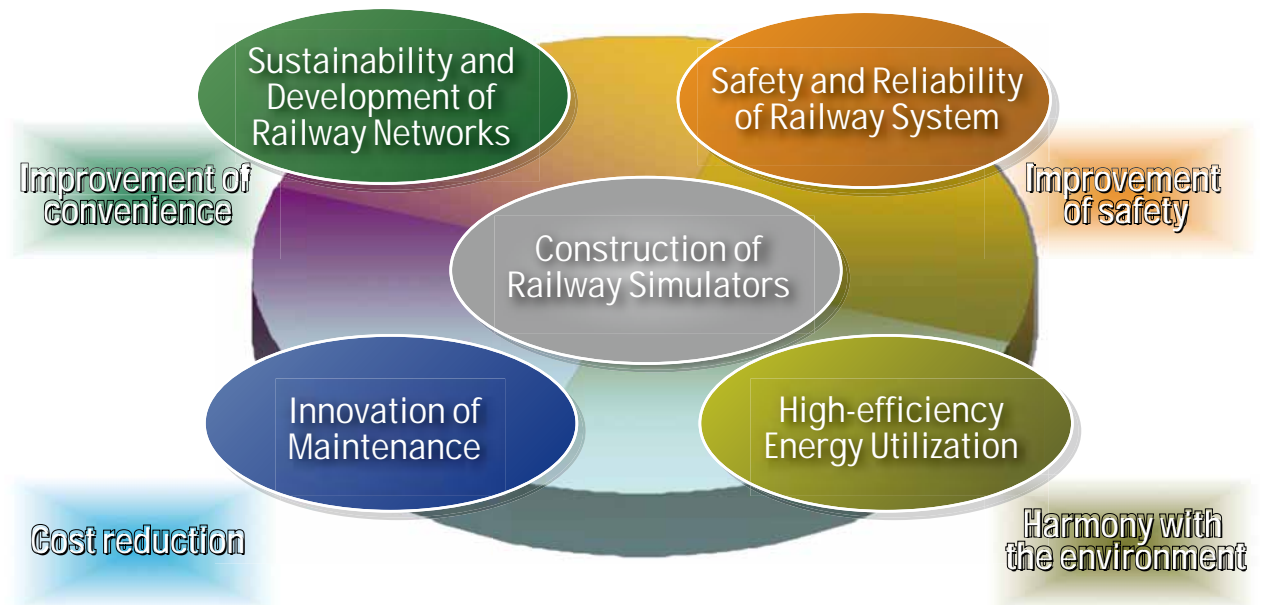 Sustainability and
Development of
Railway Networks
Safety and Reliability
of Railway System
Improvement of
convenience
Improvement
of safety
Construction of
Railway Simulators
Innovation of
Maintenance
High-efficiency
Energy Utilization
Cost reduction
Harmony with
the environment